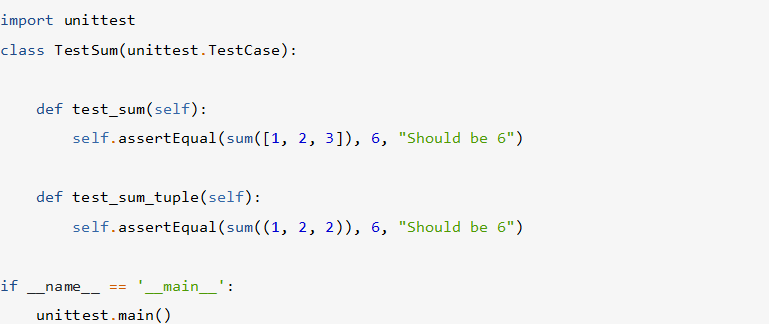 import unittest
class TestSum(unittest.TestCase):
    def test_sum(self):
        self.assertEqual(sum([1, 2, 3]), 6, "Should be 6")
    def test_sum_tuple(self):
        self.assertEqual(sum((1, 2, 2)), 6, "Should be 6")
if __name__ == '__main__':
    unittest.main()